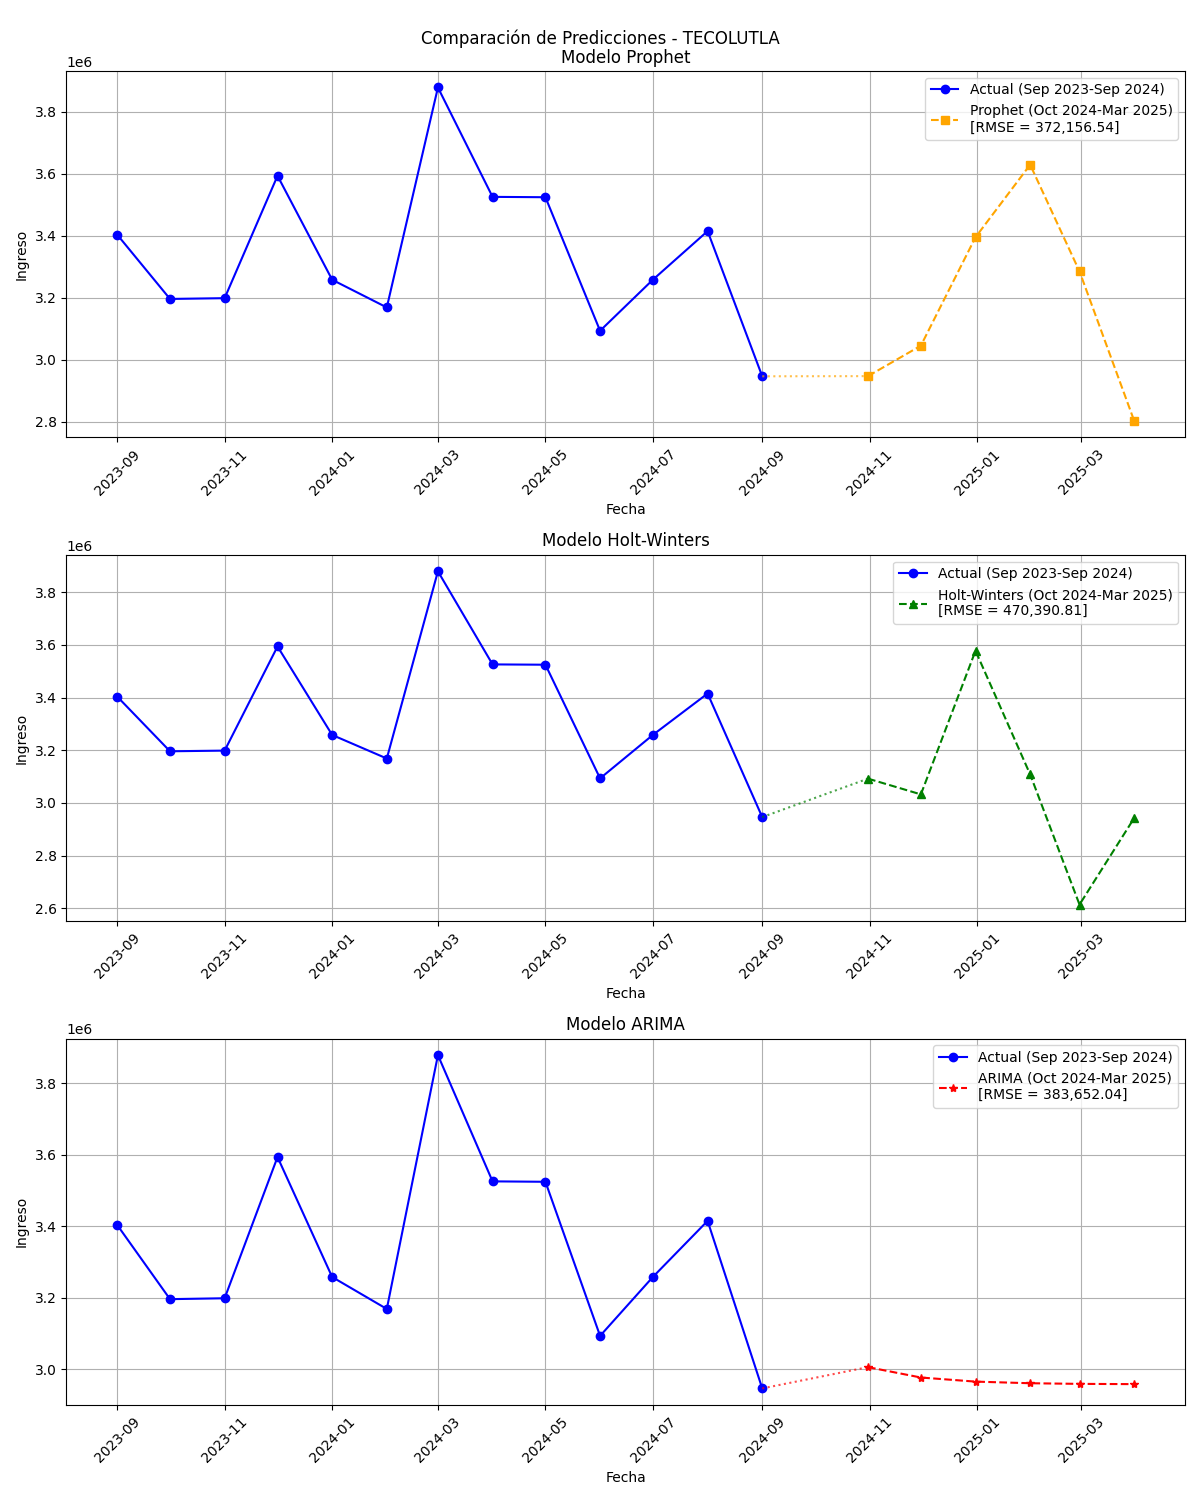 Comparación de Predicciones - TECOLUTLA
Modelo Prophet
1e6
Actual (Sep 2023-Sep 2024)
Prophet (Oct 2024-Mar 2025)
[RMSE = 372,156.54]
Ingreso
3.8
3.6
3.4
3.2
3.0
2.8
2023-09
2023-11
2024-01
2024-03
2024-05
2024-07
2024-09
2024-11
2025-01
2025-03
Fecha
Modelo Holt-Winters
1e6
Actual (Sep 2023-Sep 2024)
Holt-Winters (Oct 2024-Mar 2025)
[RMSE = 470,390.81]
Ingreso
3.8
3.6
3.4
3.2
3.0
2.8
2.6
2023-09
2023-11
2024-01
2024-03
2024-05
2024-07
2024-09
2024-11
2025-01
2025-03
Fecha
Modelo ARIMA
1e6
Actual (Sep 2023-Sep 2024)
ARIMA (Oct 2024-Mar 2025)
[RMSE = 383,652.04]
Ingreso
3.8
3.6
3.4
3.2
3.0
2023-09
2023-11
2024-01
2024-03
2024-05
2024-07
2024-09
2024-11
2025-01
2025-03
Fecha